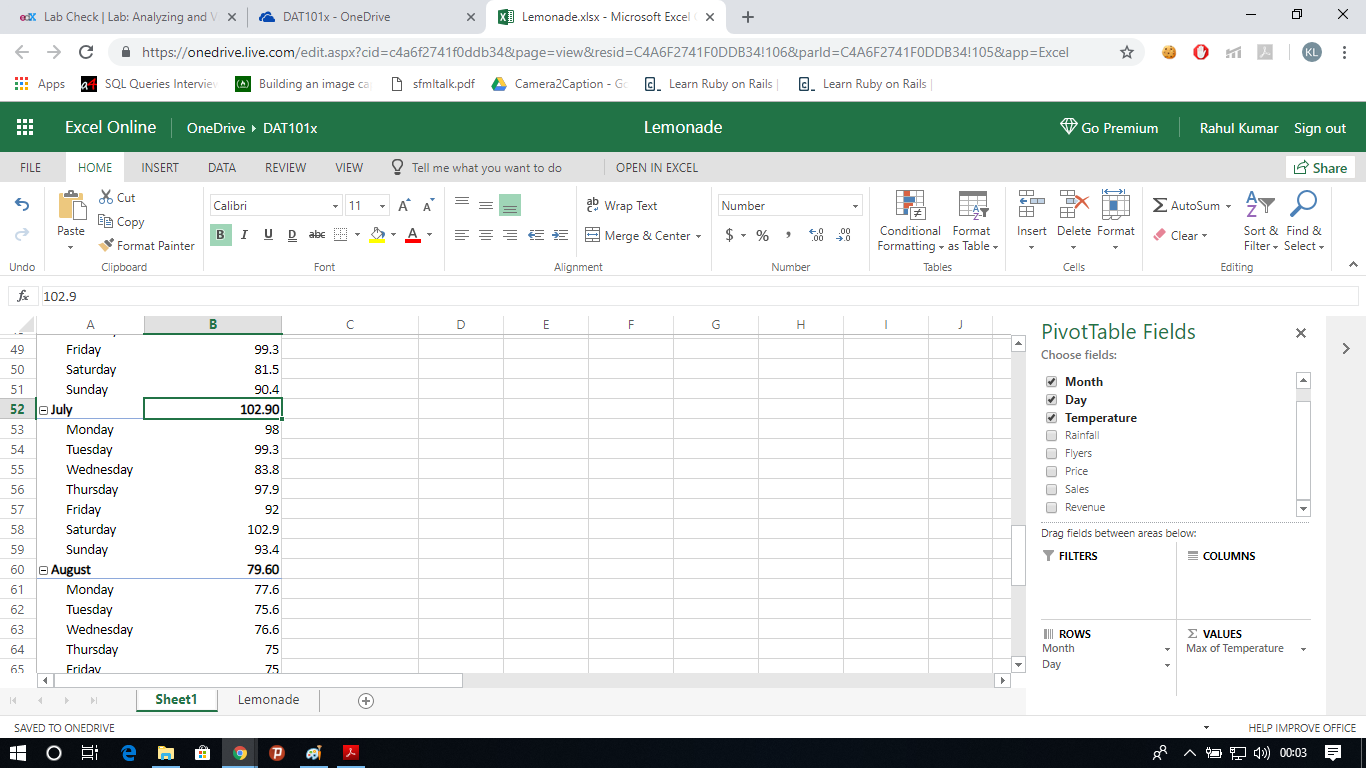 edX Lab Check | Lab: Analyzing and V
DAT101x - OneDrive
Lemonade.xlsx - Microsoft Excel
https://onedrive.live.com/edit.aspx?cid=c4a6f2741f0ddb34&page=view&resid=C4A6F2741F0DDB34!106&parId=C4A6F2741F0DDB34!105&app=Excel
KL
Apps
SQL Queries Interview
Building an image ca
sfmltalk.pdf
Camera2Caption - Go
Learn Ruby on Rails |
Learn Ruby on Rails |
Excel Online
OneDrive ▸ DAT101x
Lemonade
Go Premium
Rahul Kumar
Sign out
FILE HOME INSERT DATA REVIEW VIEW Tell me what you want to do OPEN IN EXCEL
Share
Paste
Cut
Copy
Format Painter
Calibri 11
B I U D abc A
Wrap Text
Merge & Center
Number
$ % , .00 .00
Conditional Formatting
Format as Table
Insert Delete Format
AutoSum
Clear
Sort & Filter
Find & Select
Undo Clipboard Font Alignment Number Tables Cells Editing
fx 102.9
A B C D E F G H I J
49 Friday 99.3
50 Saturday 81.5
51 Sunday 90.4
52 July 102.90
53 Monday 98
54 Tuesday 99.3
55 Wednesday 83.8
56 Thursday 97.9
57 Friday 92
58 Saturday 102.9
59 Sunday 93.4
60 August 79.60
61 Monday 77.6
62 Tuesday 75.6
63 Wednesday 76.6
64 Thursday 75
65 Friday 75
PivotTable Fields
Choose fields:
Month
Day
Temperature
Rainfall
Flyers
Price
Sales
Revenue
Drag fields between areas below:
FILTERS
COLUMNS
ROWS
Month
Day
VALUES
Max of Temperature
Sheet1 Lemonade
SAVED TO ONEDRIVE
HELP IMPROVE OFFICE
00:03